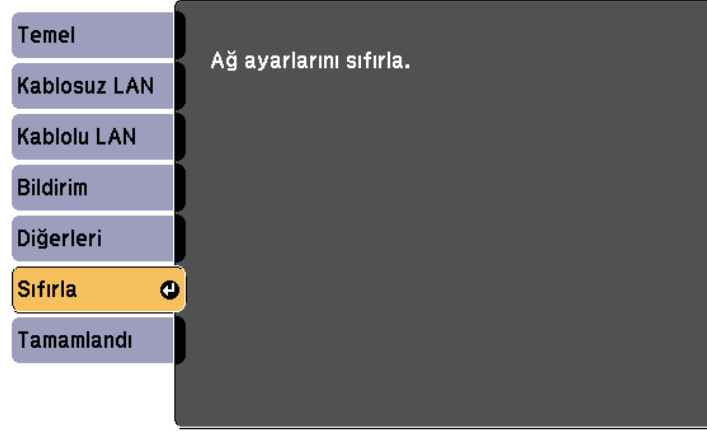 Temel
Kablosuz LAN
Kablolu LAN
Bildirim
Diğerleri
Sıfırla
Tamamlandı
Ağ ayarlarını sıfırla.